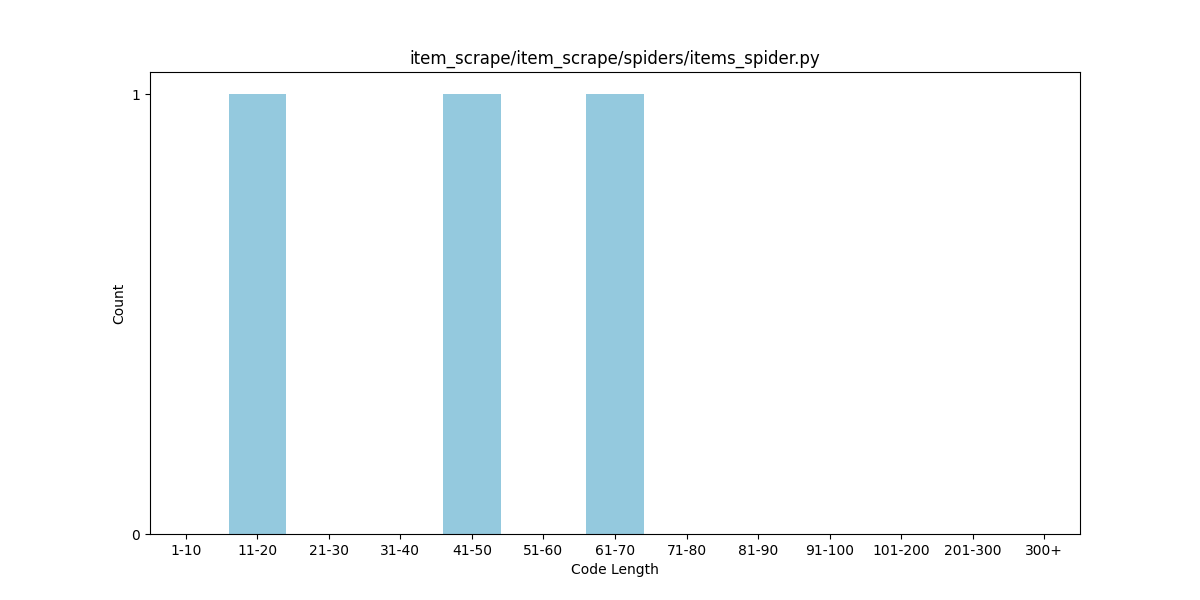 item_scrape/item_scrape/spiders/items_spider.py
1
Count
0
1-10 11-20 21-30 31-40 41-50 51-60 61-70 71-80 81-90 91-100 101-200 201-300 300+
Code Length